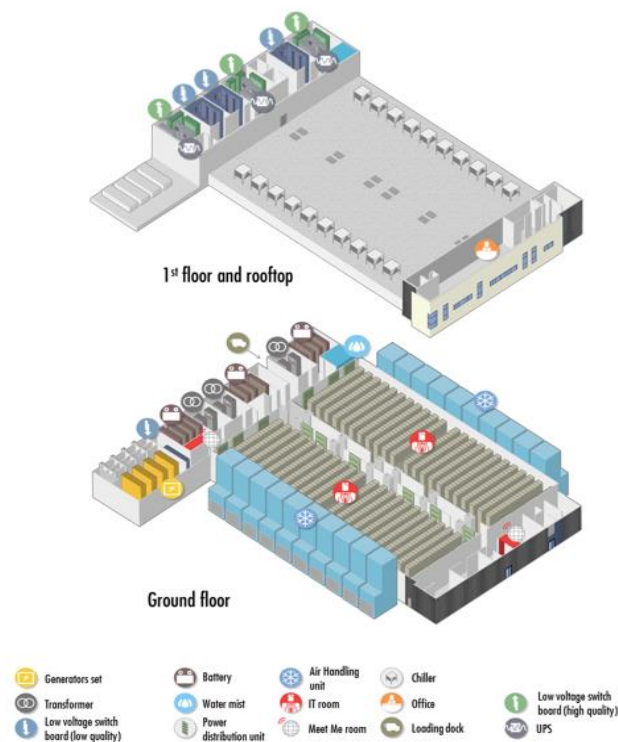 1st floor and rooftop
Ground floor
Generators set
Battery
Air Handling
unit
Chiller
Transformer
Water mist
IT room
Office
Low voltage switch
board (high quality)
Low voltage switch
board (low quality)
Power
distribution unit
Meet Me room
Loading dock
UPS